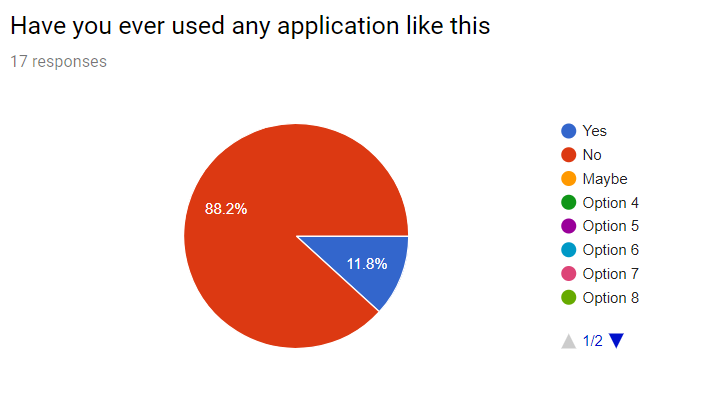 Have you ever used any application like this
17 responses
88.2%
11.8%
Yes
No
Maybe
Option 4
Option 5
Option 6
Option 7
Option 8
1/2